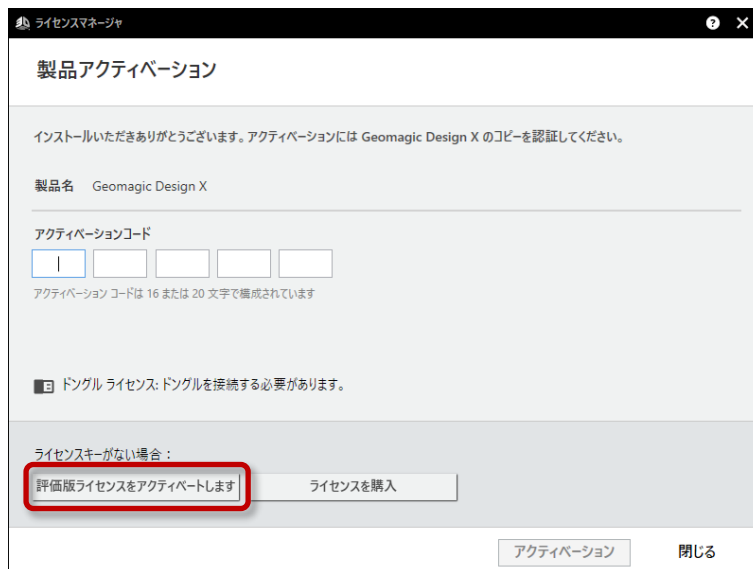 ライセンスマネージャ
製品アクティベーション
インストールいただきありがとうございます。アクティベーションには Geomagic Design X のコピーを認証してください。
製品名 Geomagic Design X
アクティベーションコード
アクティベーション コードは 16 または 20 文字で構成されています
ドングル ライセンス: ドングルを接続する必要があります。
ライセンスキーがない場合：
評価版ライセンスをアクティベートします ライセンスを購入
アクティベーション 閉じる